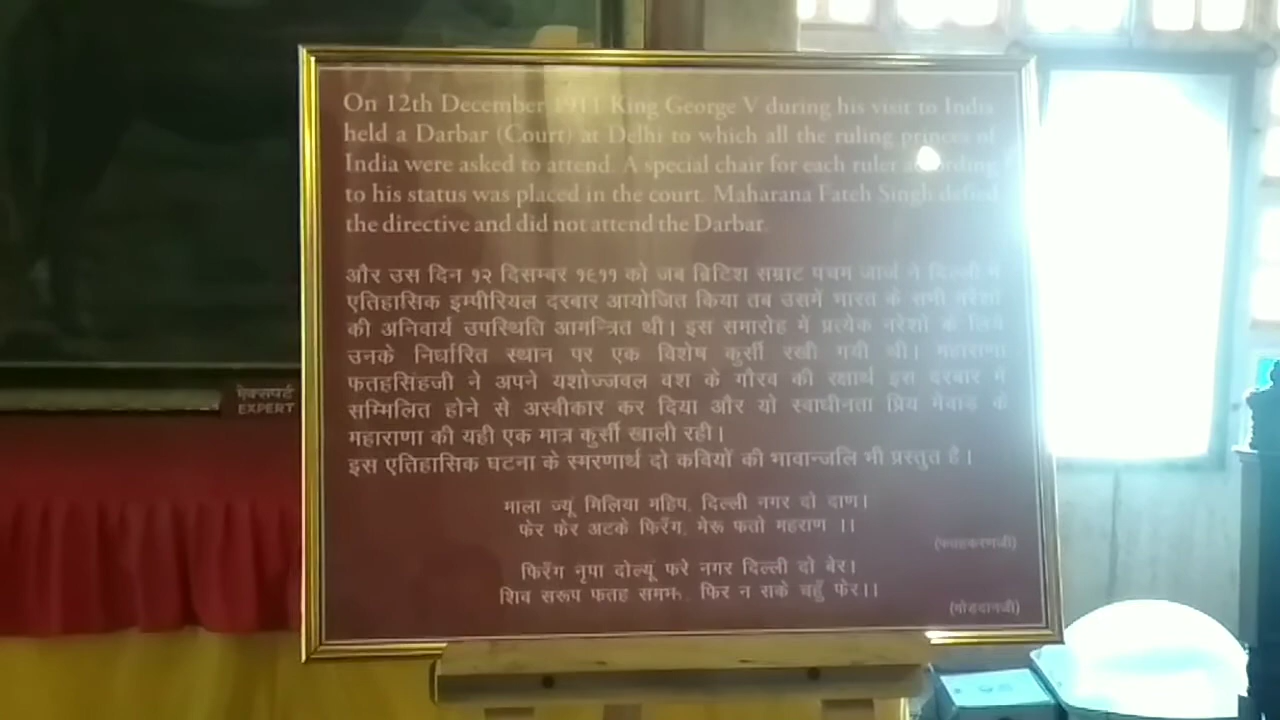 On 12th December 1911 King George V during his visit to India
held a Darbar (Court) at Delhi to which all the ruling princes of
India were asked to attend. A special chair for each ruler according
to his status was placed in the court. Maharana Fateh Singh defied
the directive and did not attend the Darbar.
और उस दिन १२ दिसम्बर १९११ को जब ब्रिटिश सम्राट पंचम जार्ज ने दिल्ली में
एतिहासिक इम्पीरियल दरबार आयोजित किया तब उसमें भारत के सभी नरेशों
की अनिवार्य उपस्थिति आमन्त्रित थी। इस समारोह में प्रत्येक नरेशो के लिये
उनके निर्धारित स्थान पर एक विशेष कुर्सी रखी गयी थी। महाराणा
फतहसिंहजी ने अपने यशोज्जवल वंश के गौरव की रक्षार्थ इस दरबार में
सम्मिलित होने से अस्वीकार कर दिया और यो स्वाधीनता प्रिय मेवाड़ के
महाराणा की यही एक मात्र कुर्सी खाली रही।
इस एतिहासिक घटना के स्मरणार्थ दो कवियों की भावान्जलि भी प्रस्तुत है।
माला ज्यूं मिलिया महिप, दिल्ली नगर दो दाण।
फेर फेर अटके फिरँग, मेरू फतो महराण ।।
फिरँग नृपा दोल्यू फरे नगर दिल्ली दो बेर।
शिव सरूप फतह समझ, फिर न सके चहुँ फेर।।
मेक्सपर्ट
EXPERT